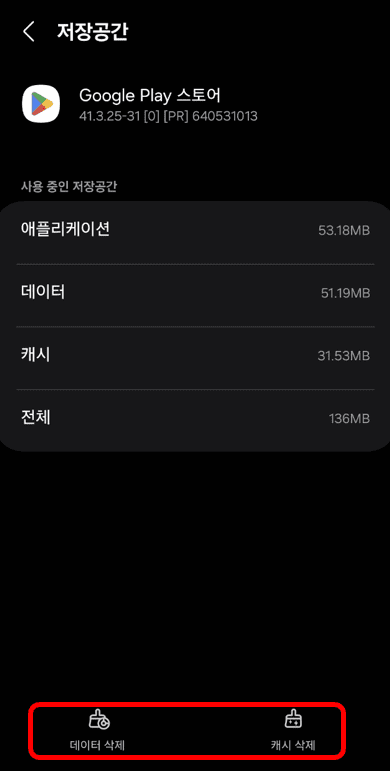 저장공간
Google Play 스토어
41.3.25-31 [0] [PR] 640531013
사용 중인 저장공간
애플리케이션 53.18MB
데이터 51.19MB
캐시 31.53MB
전체 136MB
데이터 삭제 캐시 삭제